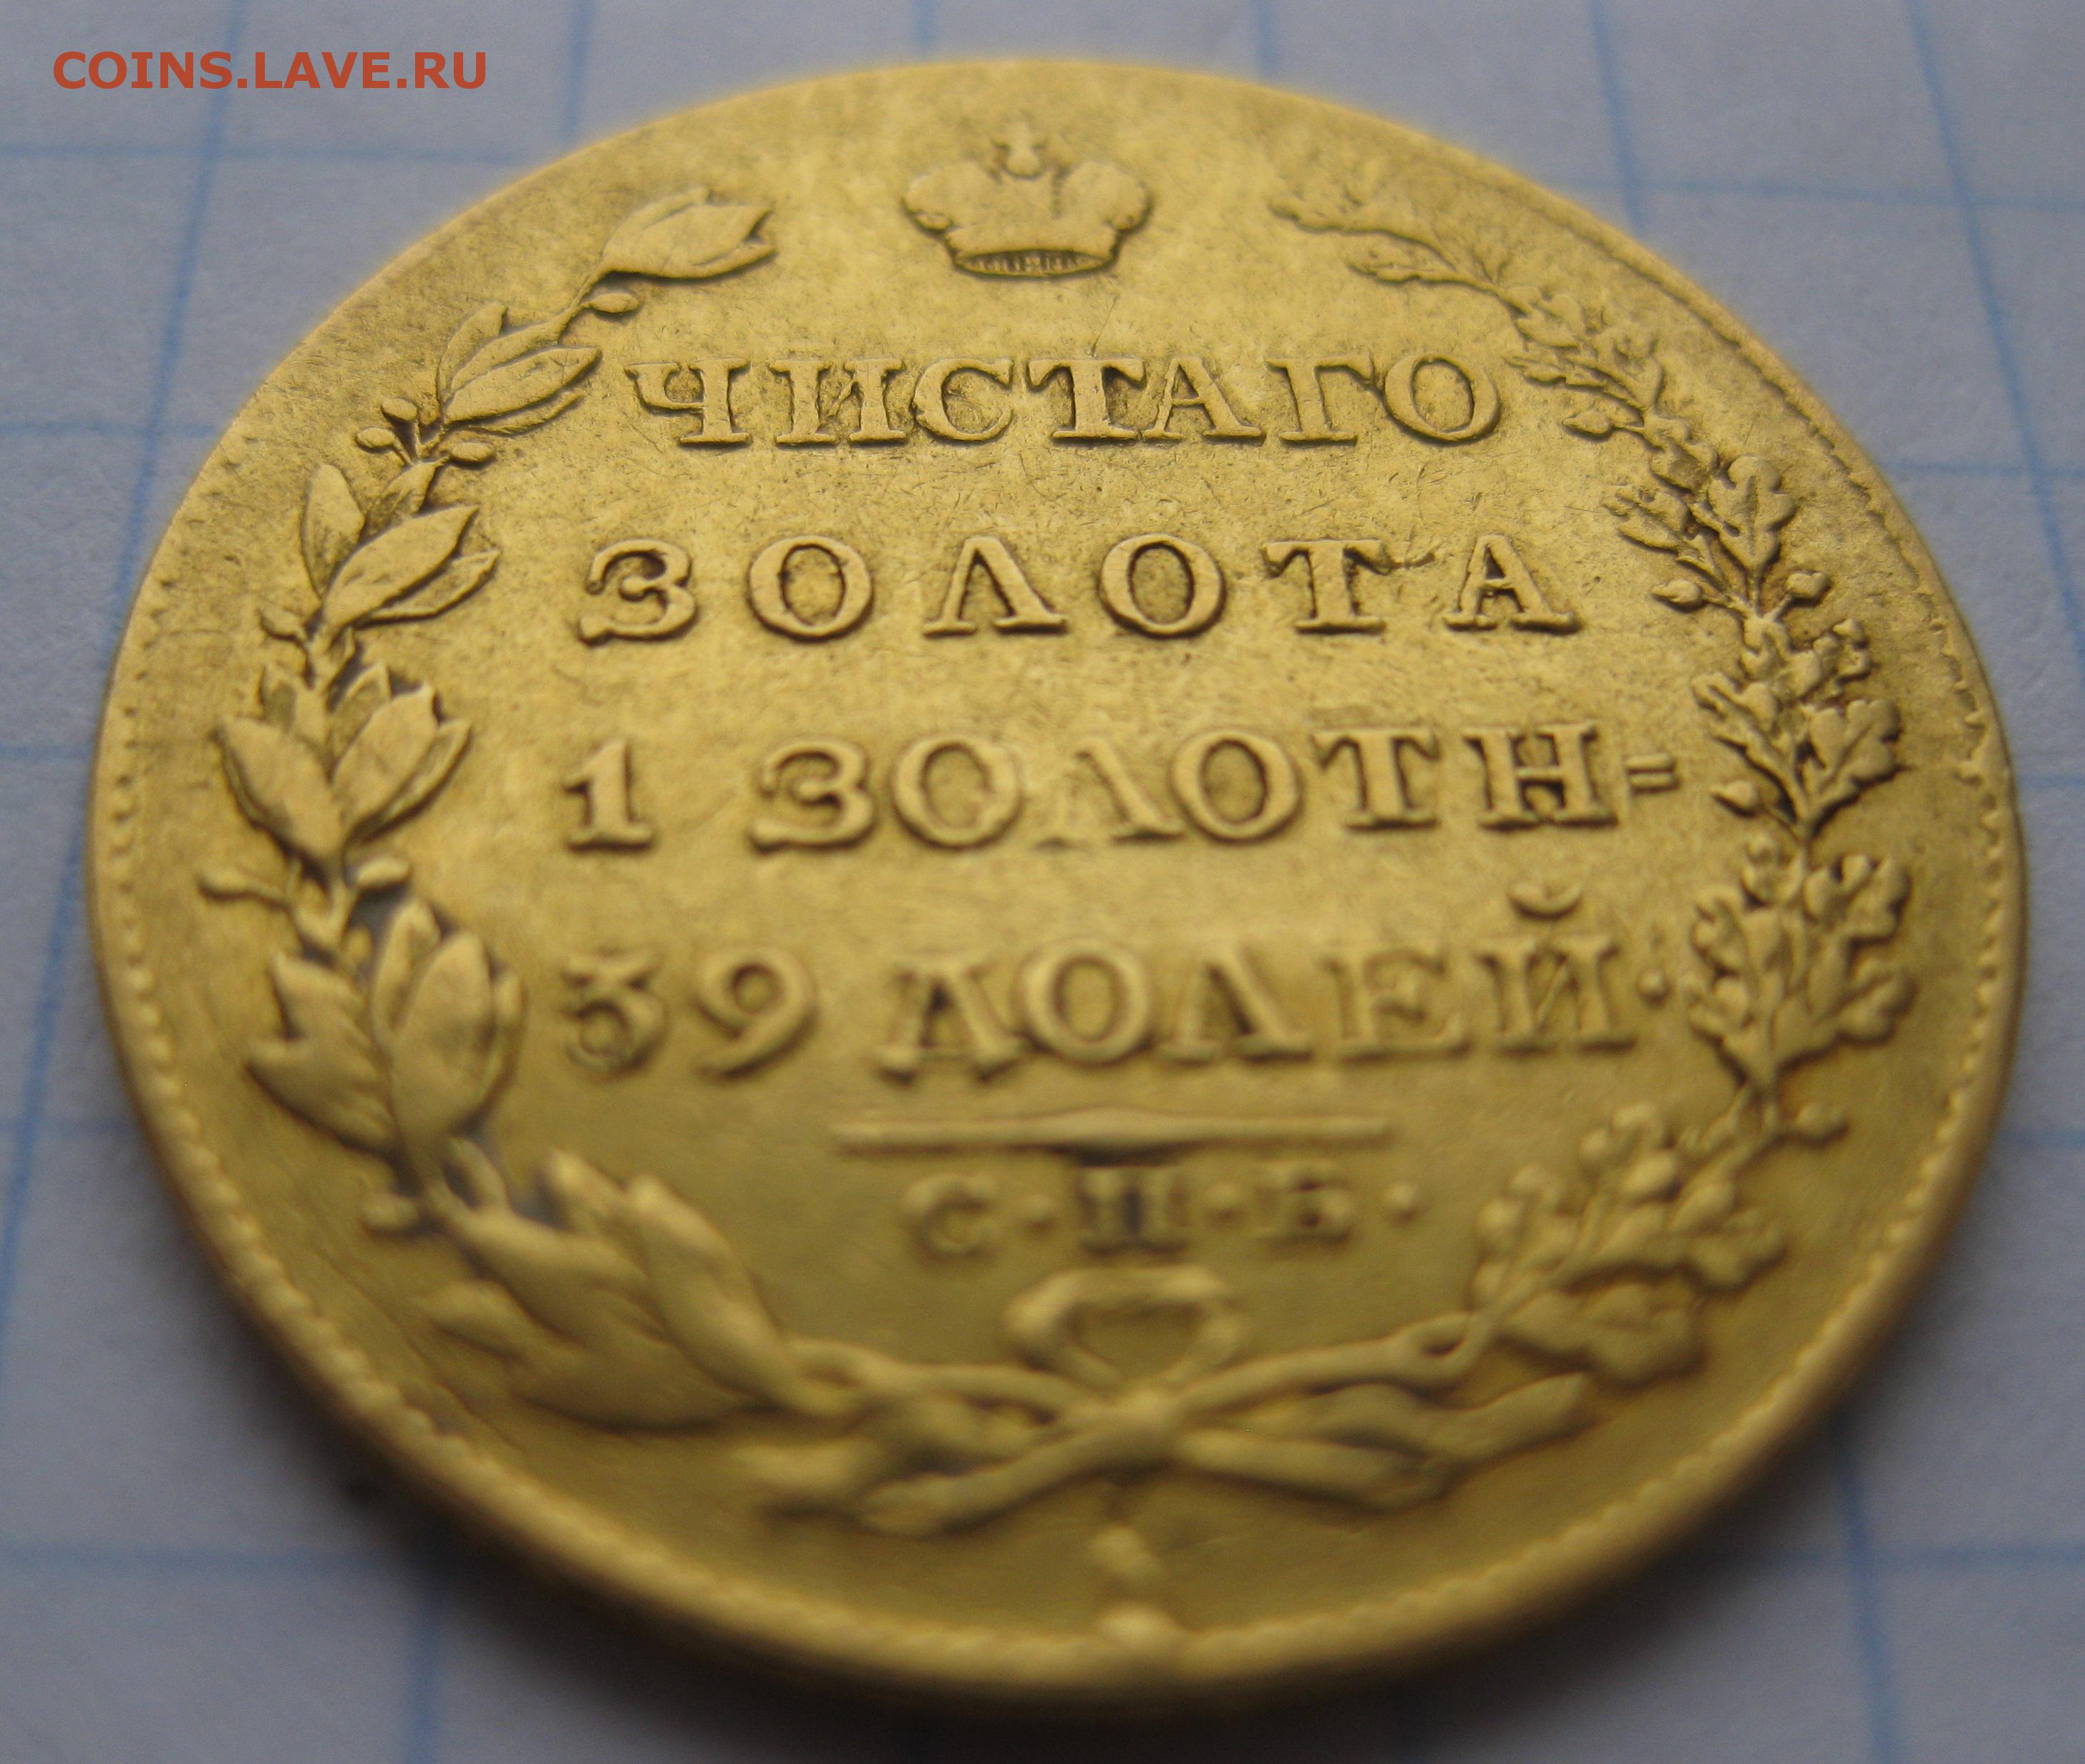 COINS.LAVE.RU
ЧИСТАГО
ЗОЛОТА
1 ЗОЛОТН=
39 ДОЛЕЙ.
С·П·Б·